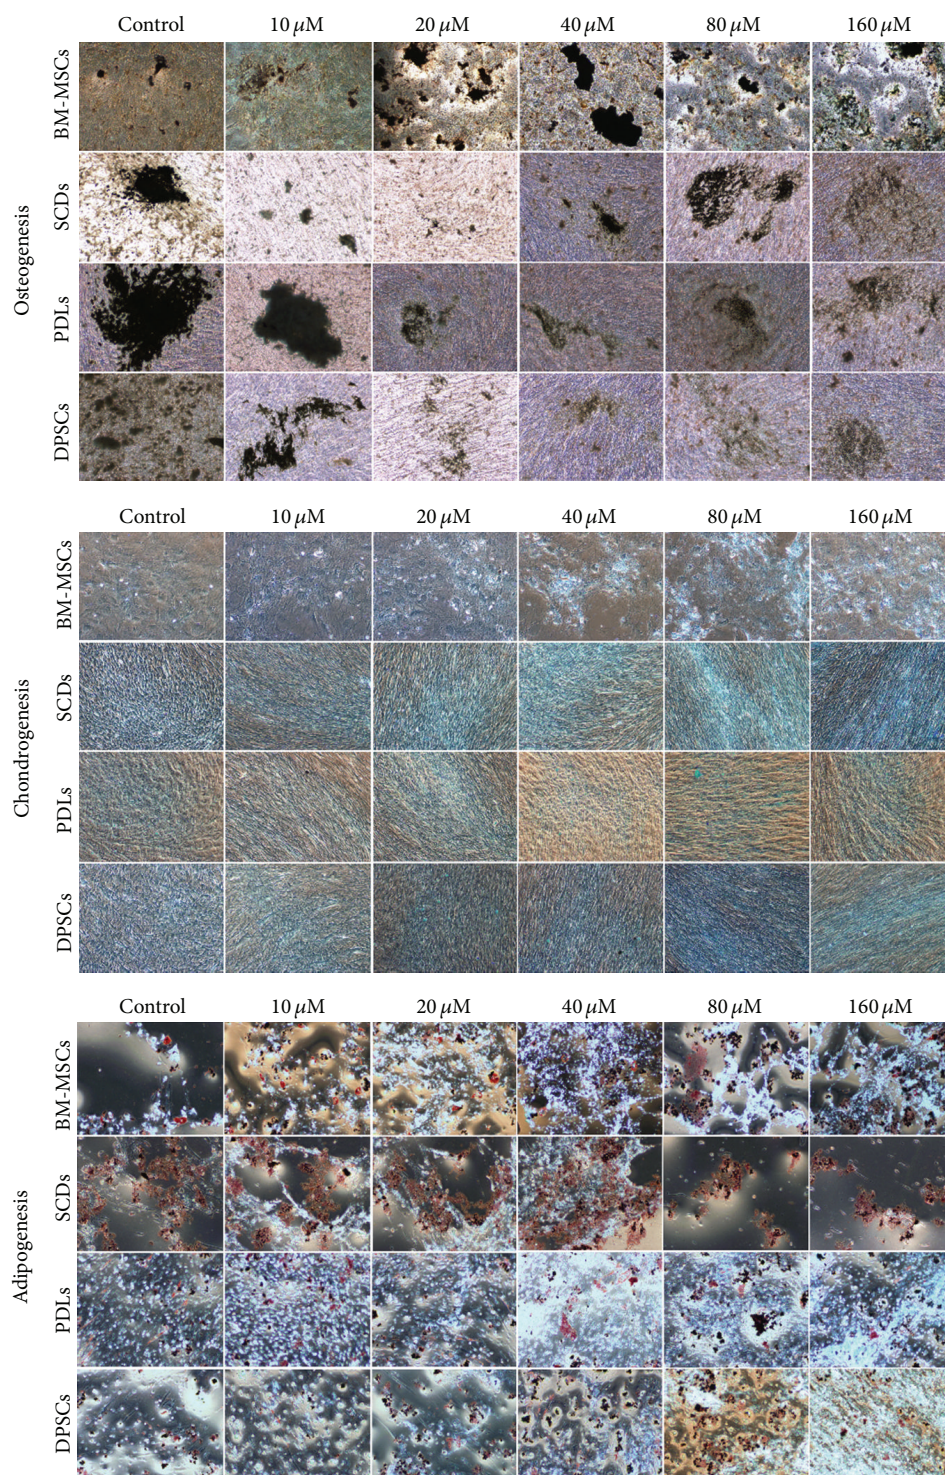 Control 10 μM 20 μM 40 μM 80 μM 160 μM
Osteogenesis
BM-MSCs
SCDs
PDLs
DPSCs
Control 10 μM 20 μM 40 μM 80 μM 160 μM
Chondrogenesis
BM-MSCs
SCDs
PDLs
DPSCs
Control 10 μM 20 μM 40 μM 80 μM 160 μM
Adipogenesis
BM-MSCs
SCDs
PDLs
DPSCs